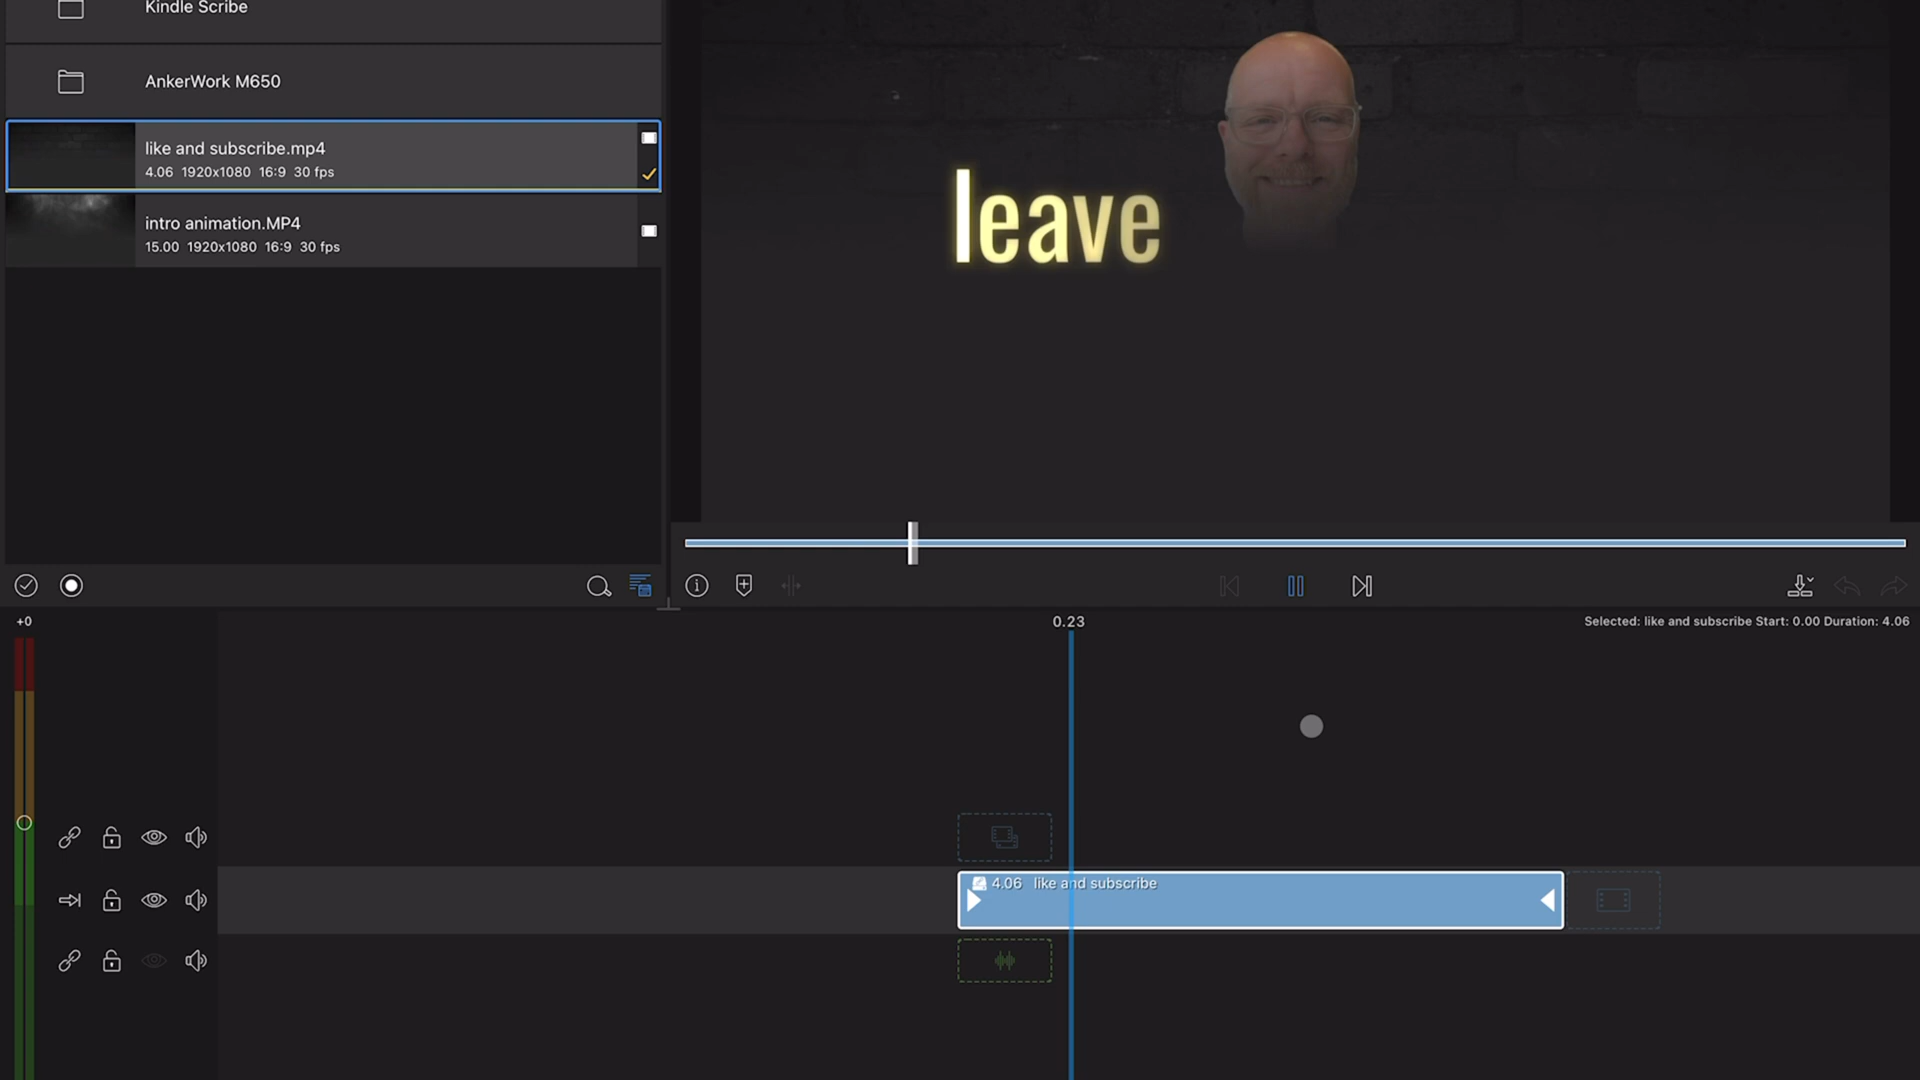 Kindle Scribe
AnkerWork M650
like and subscribe.mp4
4.06 1920x1080 16:9 30 fps
intro animation.MP4
15.00 1920x1080 16:9 30 fps
leave
+0
0.23
Selected: like and subscribe Start: 0.00 Duration: 4.06
4.06 like and subscribe